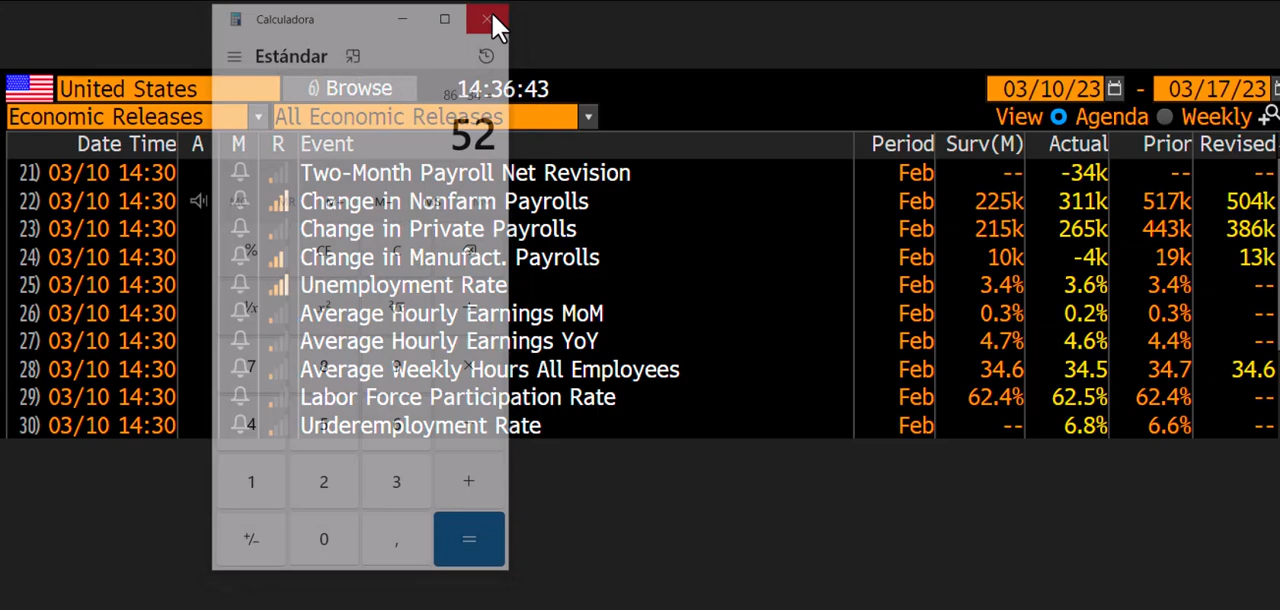 Calculadora
Estándar
United States Browse 14:36:43 03/10/23 - 03/17/23
86 - 34 =
Economic Releases All Economic Releases View Agenda Weekly
52
Date Time A M R Event Period Surv(M) Actual Prior Revised
21) 03/10 14:30 Two-Month Payroll Net Revision Feb -- -34k -- --
22) 03/10 14:30 Change in Nonfarm Payrolls Feb 225k 311k 517k 504k
23) 03/10 14:30 Change in Private Payrolls Feb 215k 265k 443k 386k
% CE C
24) 03/10 14:30 Change in Manufact. Payrolls Feb 10k -4k 19k 13k
25) 03/10 14:30 Unemployment Rate Feb 3.4% 3.6% 3.4% --
26) 03/10 14:30 Average Hourly Earnings MoM Feb 0.3% 0.2% 0.3% --
27) 03/10 14:30 Average Hourly Earnings YoY Feb 4.7% 4.6% 4.4% --
7 8 9 ×
28) 03/10 14:30 Average Weekly Hours All Employees Feb 34.6 34.5 34.7 34.6
29) 03/10 14:30 Labor Force Participation Rate Feb 62.4% 62.5% 62.4% --
4 5 6 -
30) 03/10 14:30 Underemployment Rate Feb -- 6.8% 6.6% --
1 2 3 +
+/- 0 , =